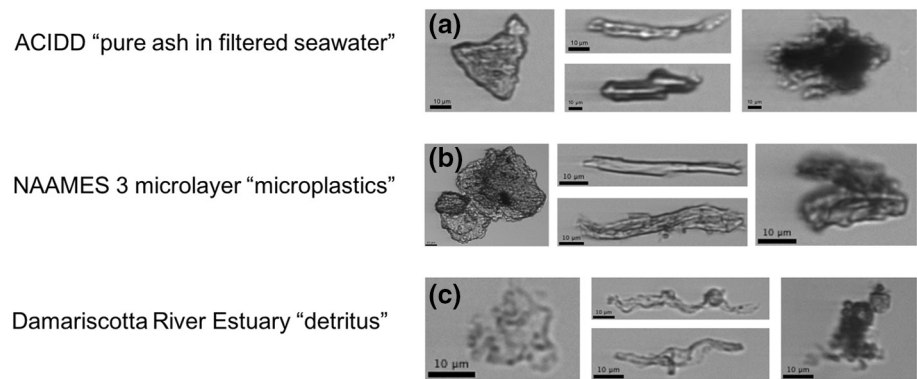 ACIDD “pure ash in filtered seawater”
(a)
10 µm
10 µm
10 µm
10 µm
NAAMES 3 microlayer “microplastics”
(b)
10 µm
10 µm
10 µm
Damariscotta River Estuary “detritus”
(c)
10 µm
10 µm
10 µm
10 µm